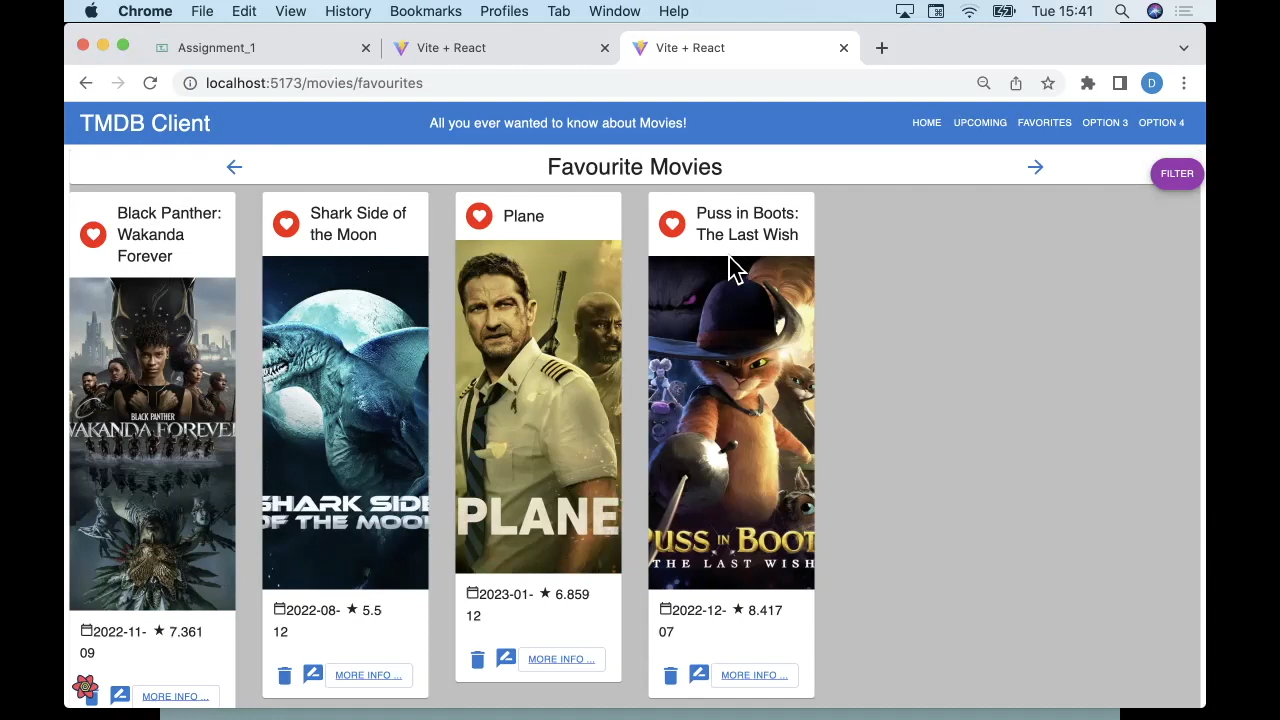 Chrome File Edit View History Bookmarks Profiles Tab Window Help Tue 15:41
Assignment_1 Vite + React Vite + React
localhost:5173/movies/favourites D
TMDB Client All you ever wanted to know about Movies! HOME UPCOMING FAVORITES OPTION 3 OPTION 4
Favourite Movies
FILTER
Black Panther:
Wakanda
Forever
BLACK PANTHER
WAKANDA FOREVER
2022-11- ★ 7.361
09
MORE INFO ...
Shark Side of
the Moon
SHARK SIDE
OF THE MOON
2022-08- ★ 5.5
12
MORE INFO ...
Plane
PLANE
2023-01- ★ 6.859
12
MORE INFO ...
Puss in Boots:
The Last Wish
PUSS IN BOOT
THE LAST WISH
2022-12- ★ 8.417
07
MORE INFO ...